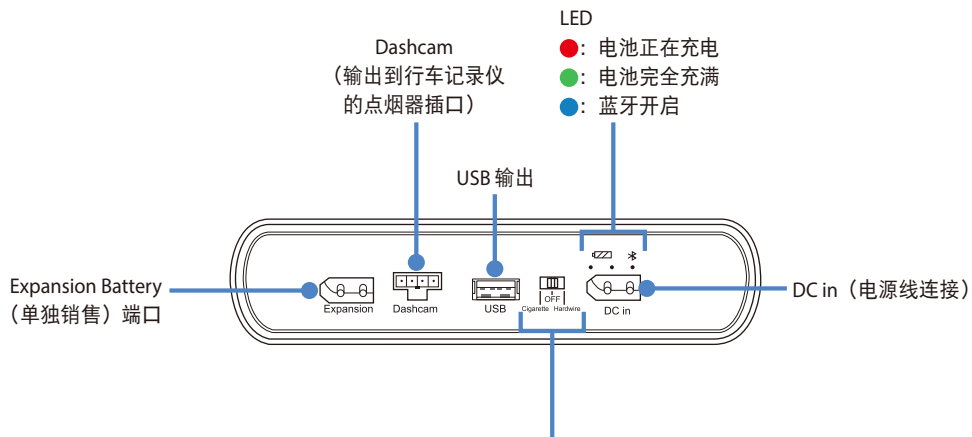 LED
：电池正在充电
：电池完全充满
：蓝牙开启
Dashcam
（输出到行车记录仪
的点烟器插口）
USB 输出
Expansion Battery
（单独销售）端口
DC in（电源线连接）
Expansion
Dashcam
USB
OFF
Cigarette Hardwire
DC in